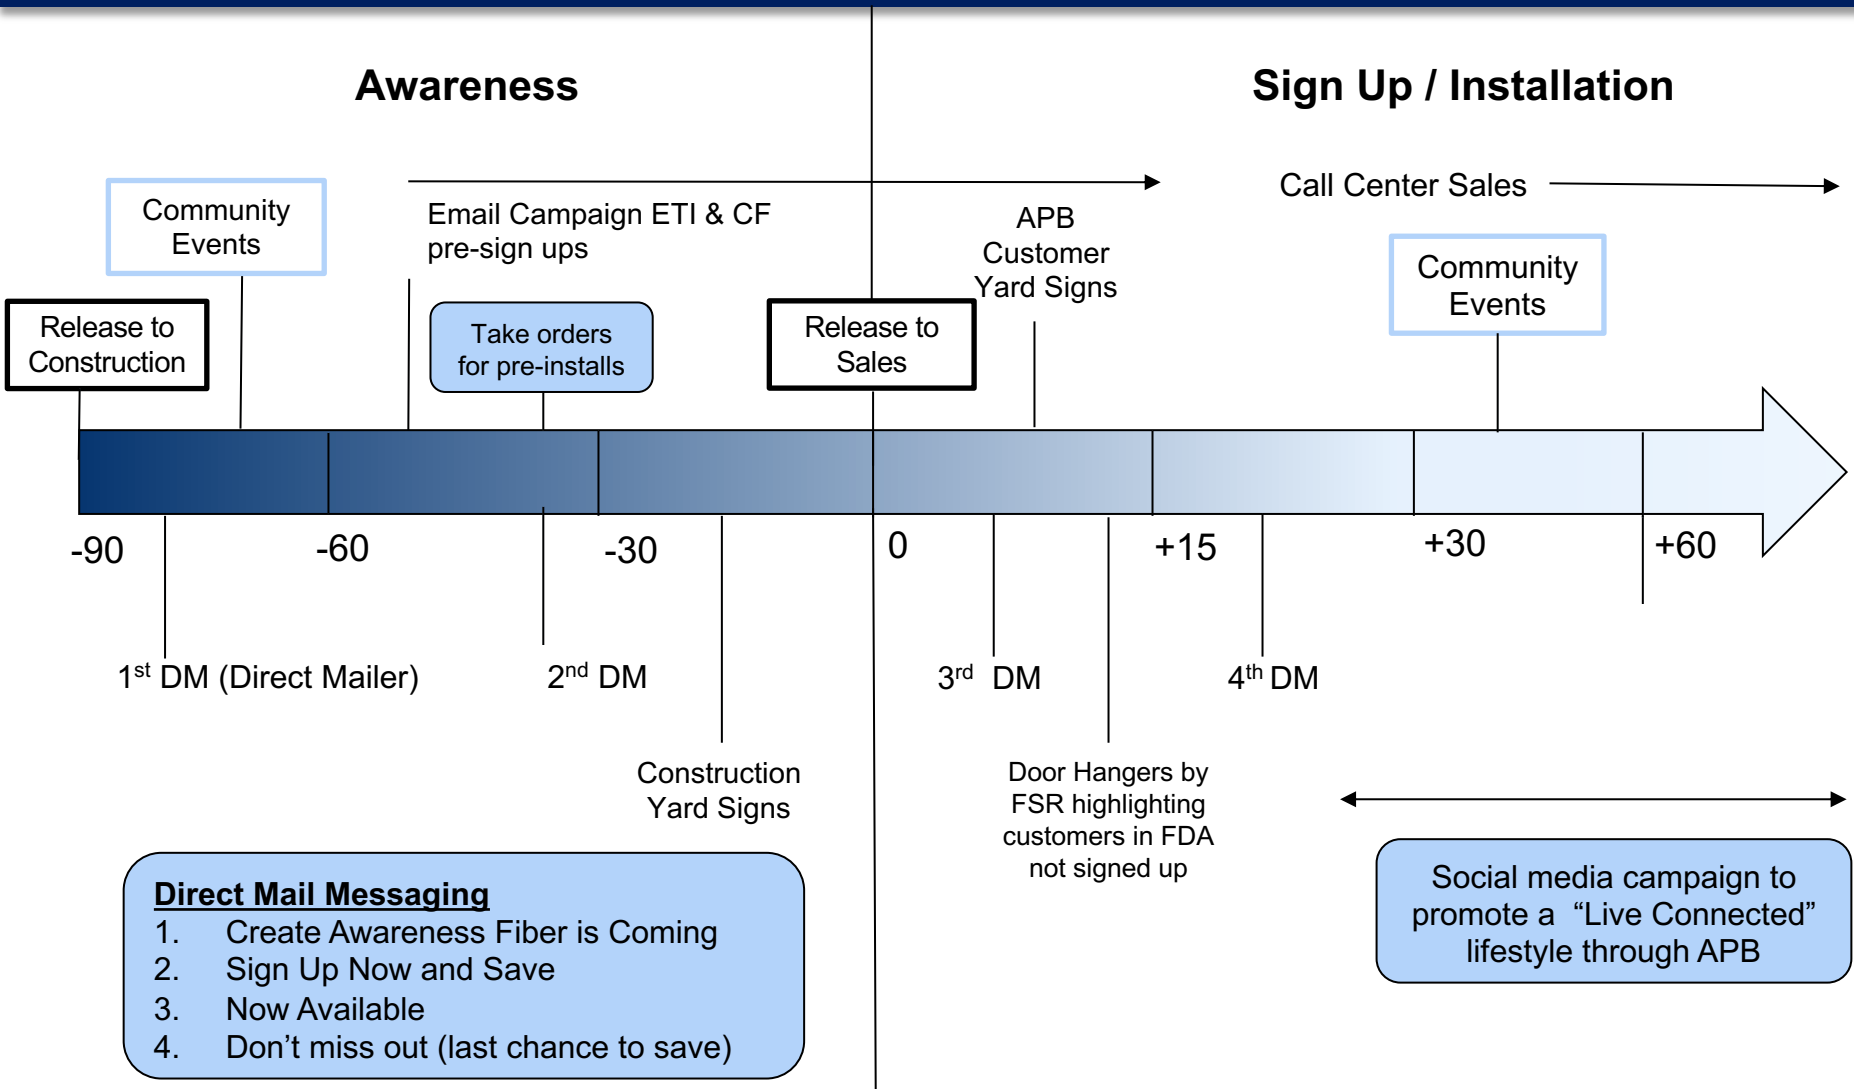 Awareness
Sign Up / Installation
Community
Events
Email Campaign ETI & CF
pre-sign ups
APB
Customer
Yard Signs
Call Center Sales
Community
Events
Release to
Construction
Take orders
for pre-installs
Release to
Sales
-90
-60
-30
0
+15
+30
+60
1st DM (Direct Mailer)
2nd DM
3rd DM
4th DM
Construction
Yard Signs
Door Hangers by
FSR highlighting
customers in FDA
not signed up
Direct Mail Messaging
1. Create Awareness Fiber is Coming
2. Sign Up Now and Save
3. Now Available
4. Don’t miss out (last chance to save)
Social media campaign to
promote a “Live Connected”
lifestyle through APB